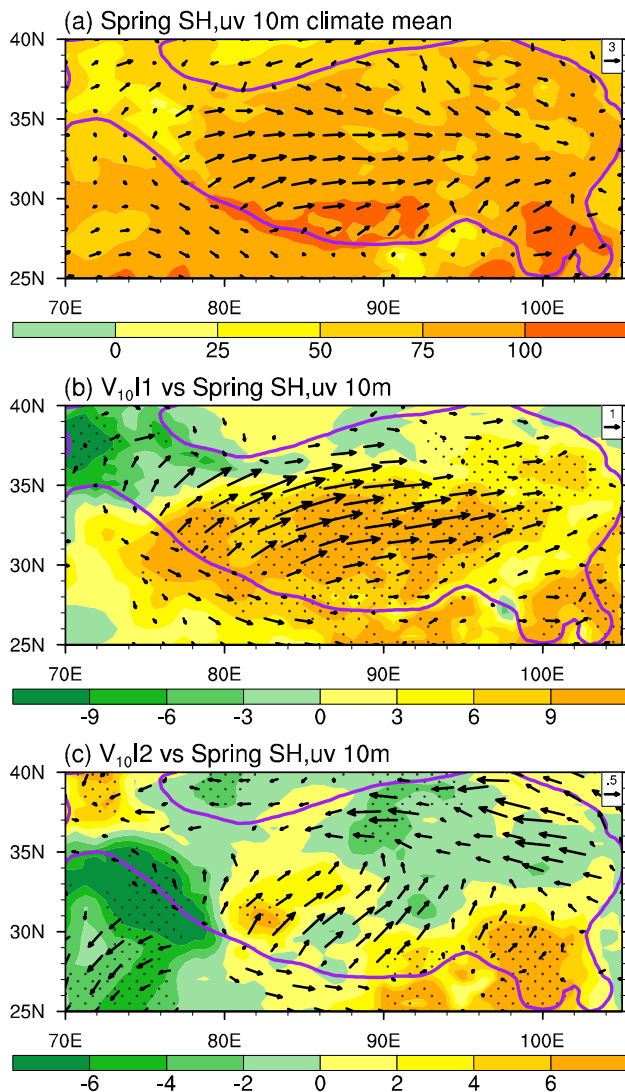 (a) Spring SH,uv 10m climate mean
40N
3
35N
30N
25N
70E 80E 90E 100E
0 25 50 75 100
(b) V₁₀I1 vs Spring SH,uv 10m
40N
1
35N
30N
25N
70E 80E 90E 100E
-9 -6 -3 0 3 6 9
(c) V₁₀I2 vs Spring SH,uv 10m
40N
.5
35N
30N
25N
70E 80E 90E 100E
-6 -4 -2 0 2 4 6